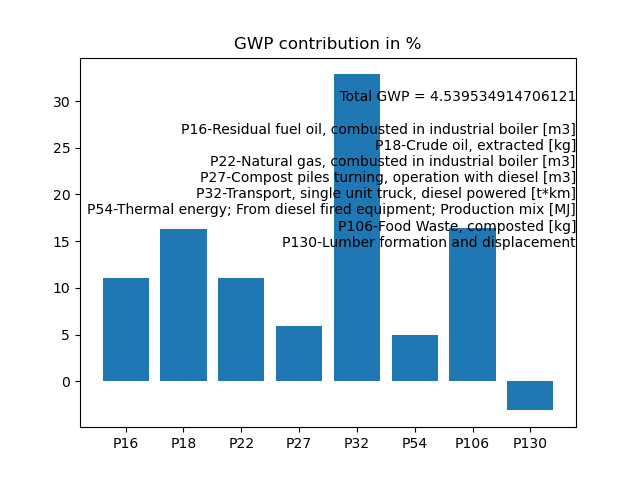 GWP contribution in %
Total GWP = 4.539534914706121
P16-Residual fuel oil, combusted in industrial boiler [m3]
P18-Crude oil, extracted [kg]
P22-Natural gas, combusted in industrial boiler [m3]
P27-Compost piles turning, operation with diesel [m3]
P32-Transport, single unit truck, diesel powered [t*km]
P54-Thermal energy; From diesel fired equipment; Production mix [MJ]
P106-Food Waste, composted [kg]
P130-Lumber formation and displacement
30
25
20
15
10
5
0
P16 P18 P22 P27 P32 P54 P106 P130